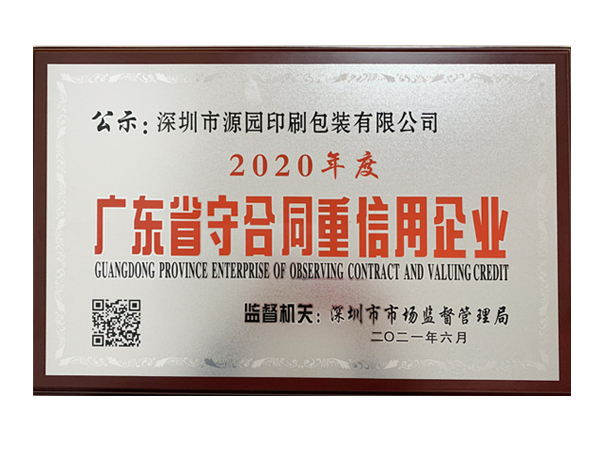 公示：深圳市源园印刷包装有限公司
2020年度
广东省守合同重信用企业
GUANGDONG PROVINCE ENTERPRISE OF OBSERVING CONTRACT AND VALUING CREDIT
监督机关：深圳市市场监督管理局
二〇二一年六月